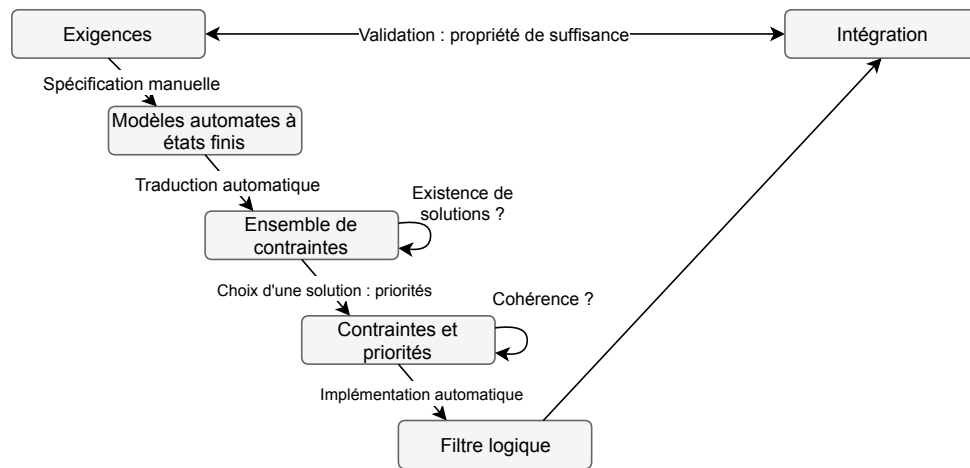 Exigences
Validation : propriété de suffisance
Intégration
Spécification manuelle
Modèles automates à
états finis
Traduction automatique
Existence de
solutions ?
Ensemble de
contraintes
Choix d'une solution : priorités
Cohérence ?
Contraintes et
priorités
Implémentation automatique
Filtre logique